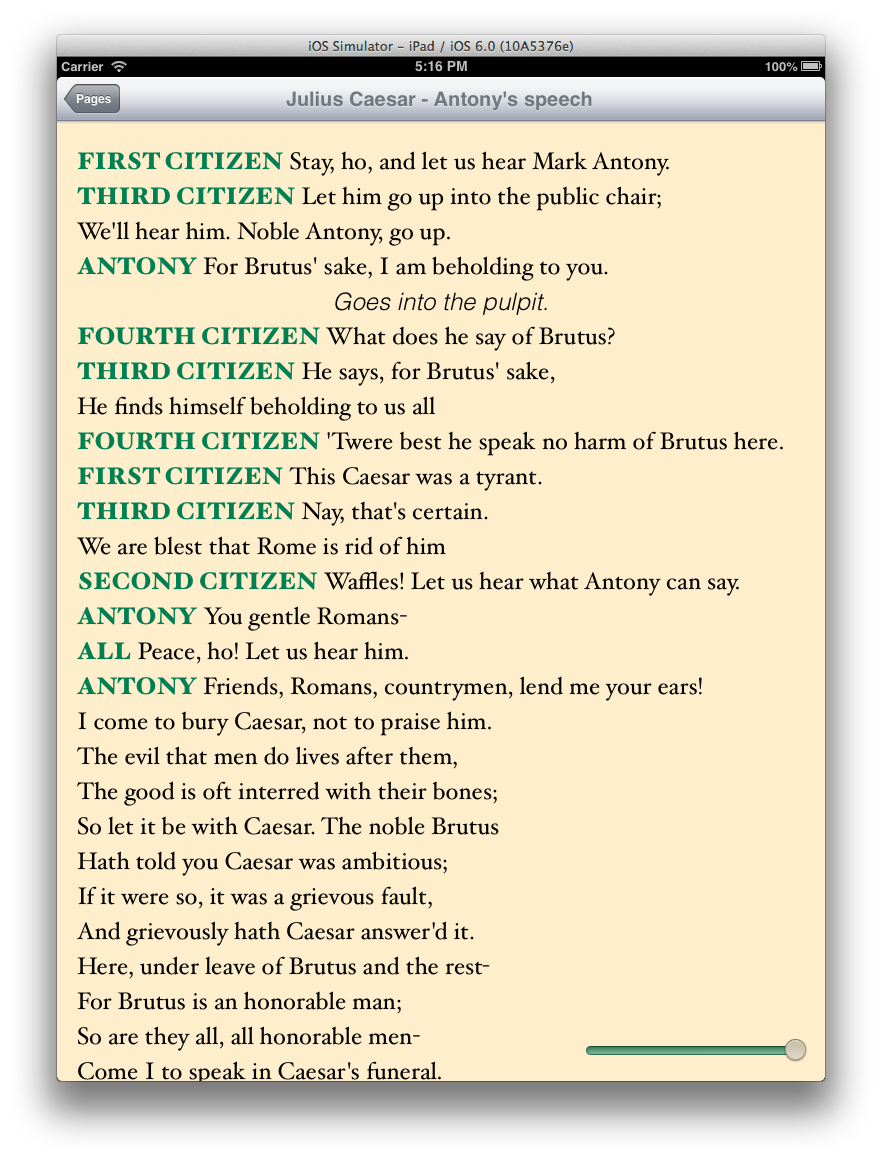 iOS Simulator – iPad / iOS 6.0 (10A5376e)
Carrier 5:16 PM 100%
Pages Julius Caesar - Antony's speech
FIRST CITIZEN Stay, ho, and let us hear Mark Antony.
THIRD CITIZEN Let him go up into the public chair;
We'll hear him. Noble Antony, go up.
ANTONY For Brutus' sake, I am beholding to you.
Goes into the pulpit.
FOURTH CITIZEN What does he say of Brutus?
THIRD CITIZEN He says, for Brutus' sake,
He finds himself beholding to us all
FOURTH CITIZEN 'Twere best he speak no harm of Brutus here.
FIRST CITIZEN This Caesar was a tyrant.
THIRD CITIZEN Nay, that's certain.
We are blest that Rome is rid of him
SECOND CITIZEN Waffles! Let us hear what Antony can say.
ANTONY You gentle Romans-
ALL Peace, ho! Let us hear him.
ANTONY Friends, Romans, countrymen, lend me your ears!
I come to bury Caesar, not to praise him.
The evil that men do lives after them,
The good is oft interred with their bones;
So let it be with Caesar. The noble Brutus
Hath told you Caesar was ambitious;
If it were so, it was a grievous fault,
And grievously hath Caesar answer'd it.
Here, under leave of Brutus and the rest-
For Brutus is an honorable man;
So are they all, all honorable men-
Come I to speak in Caesar's funeral.